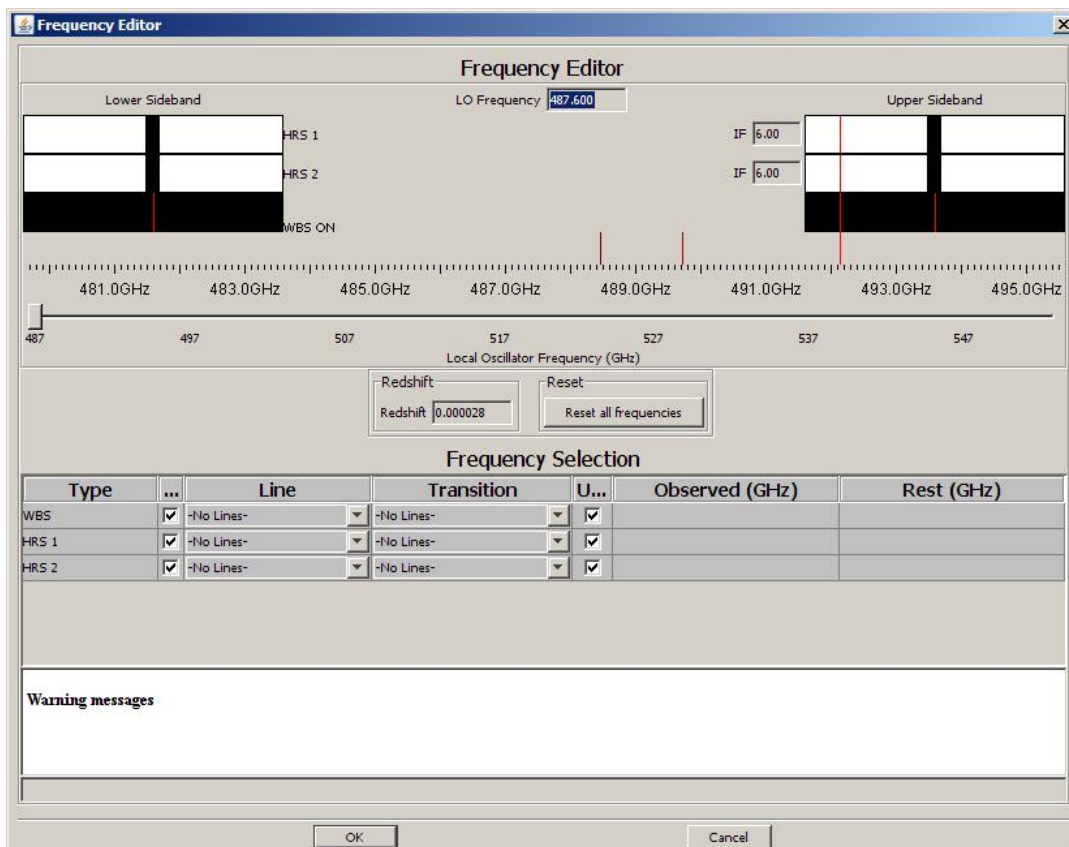 Frequency Editor
Frequency Editor
Lower Sideband
LO Frequency 487.600
Upper Sideband
HRS 1
IF 6.00
HRS 2
IF 6.00
WBS ON
481.0GHz 483.0GHz 485.0GHz 487.0GHz 489.0GHz 491.0GHz 493.0GHz 495.0GHz
487 497 507 517 527 537 547
Local Oscillator Frequency (GHz)
Redshift
Reset
Redshift 0.000028
Reset all frequencies
Frequency Selection
Type ... Line Transition U... Observed (GHz) Rest (GHz)
WBS -No Lines- -No Lines-
HRS 1 -No Lines- -No Lines-
HRS 2 -No Lines- -No Lines-
Warning messages
OK Cancel